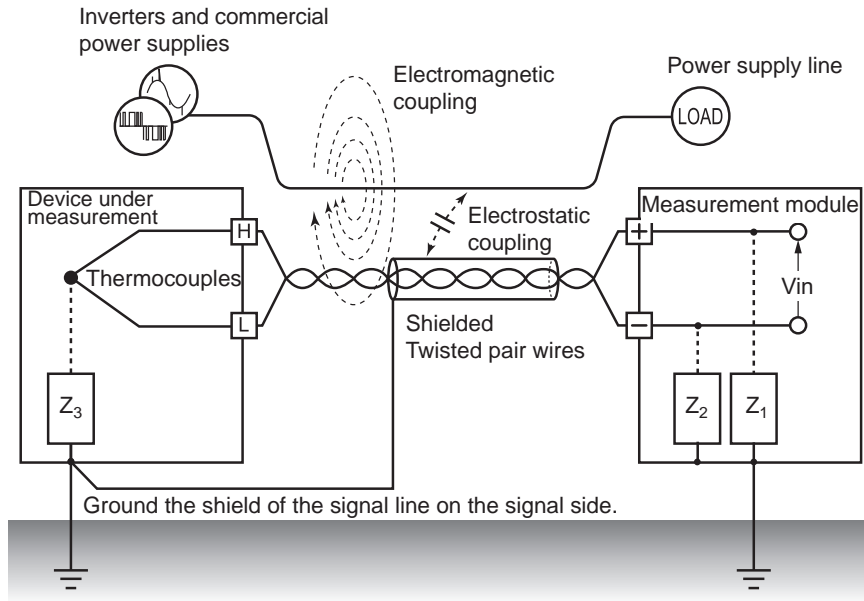 Inverters and commercial
power supplies
Electromagnetic
coupling
Power supply line
LOAD
Device under
measurement
H
Electrostatic
coupling
Measurement module
+
Thermocouples
Vin
L
Shielded
Twisted pair wires
−
Z3
Z2
Z1
Ground the shield of the signal line on the signal side.